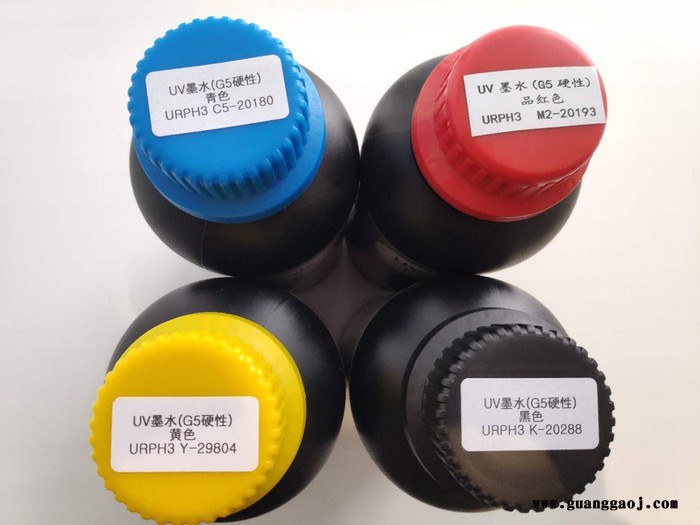 UV墨水(G5硬性)
青色
URPH3 C5-20180
UV 墨水(G5 硬性)
品红色
URPH3 M2-20193
UV墨水(G5硬性)
黄色
URPH3 Y-29804
UV墨水(G5硬性)
黑色
URPH3 K-20288
www.guanggaoj.com